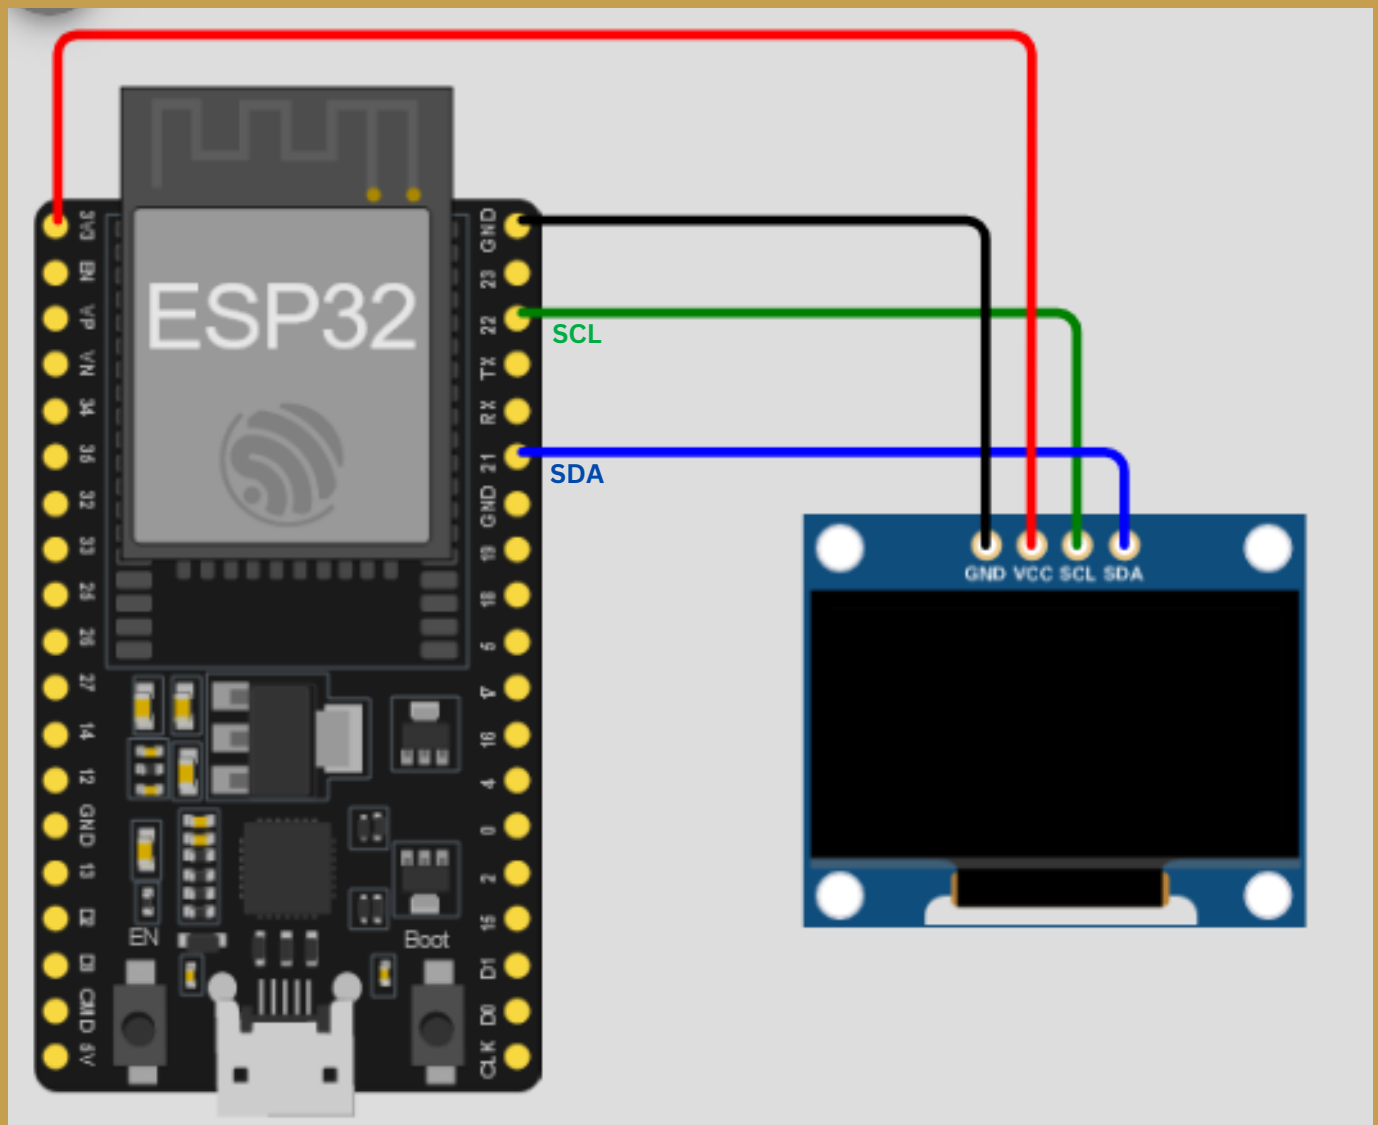 ESP32
3V3
EN
VP
VN
34
35
32
33
25
26
27
14
12
GND
13
D2
D3
CMD
5V
GND
23
22
TX
RX
21
GND
19
18
5
17
16
4
0
2
15
D1
D0
CLK
SCL
SDA
EN
Boot
GND VCC SCL SDA